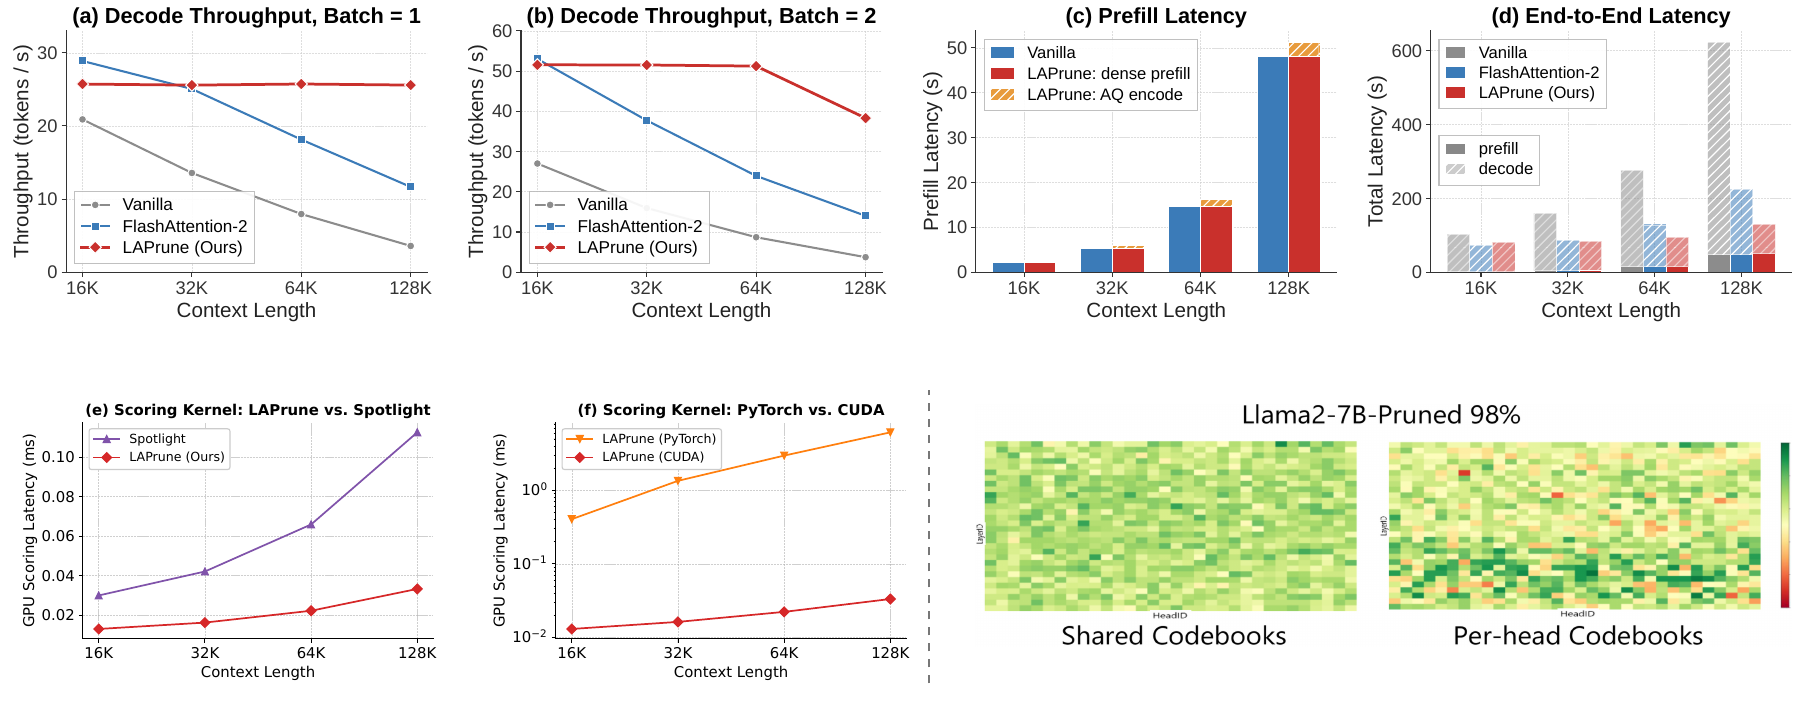 (a) Decode Throughput, Batch = 1
Throughput (tokens / s)
30
20
10
0
Vanilla
FlashAttention-2
LAPrune (Ours)
16K 32K 64K 128K
Context Length
(b) Decode Throughput, Batch = 2
Throughput (tokens / s)
60
50
40
30
20
10
0
Vanilla
FlashAttention-2
LAPrune (Ours)
16K 32K 64K 128K
Context Length
(c) Prefill Latency
Prefill Latency (s)
50
40
30
20
10
0
Vanilla
LAPrune: dense prefill
LAPrune: AQ encode
16K 32K 64K 128K
Context Length
(d) End-to-End Latency
Total Latency (s)
600
400
200
0
Vanilla
FlashAttention-2
LAPrune (Ours)
prefill
decode
16K 32K 64K 128K
Context Length
(e) Scoring Kernel: LAPrune vs. Spotlight
GPU Scoring Latency (ms)
0.10
0.08
0.06
0.04
0.02
Spotlight
LAPrune (Ours)
16K 32K 64K 128K
Context Length
(f) Scoring Kernel: PyTorch vs. CUDA
GPU Scoring Latency (ms)
10⁰
10⁻¹
10⁻²
LAPrune (PyTorch)
LAPrune (CUDA)
16K 32K 64K 128K
Context Length
Llama2-7B-Pruned 98%
LayerID
HeadID
Shared Codebooks
LayerID
HeadID
Per-head Codebooks